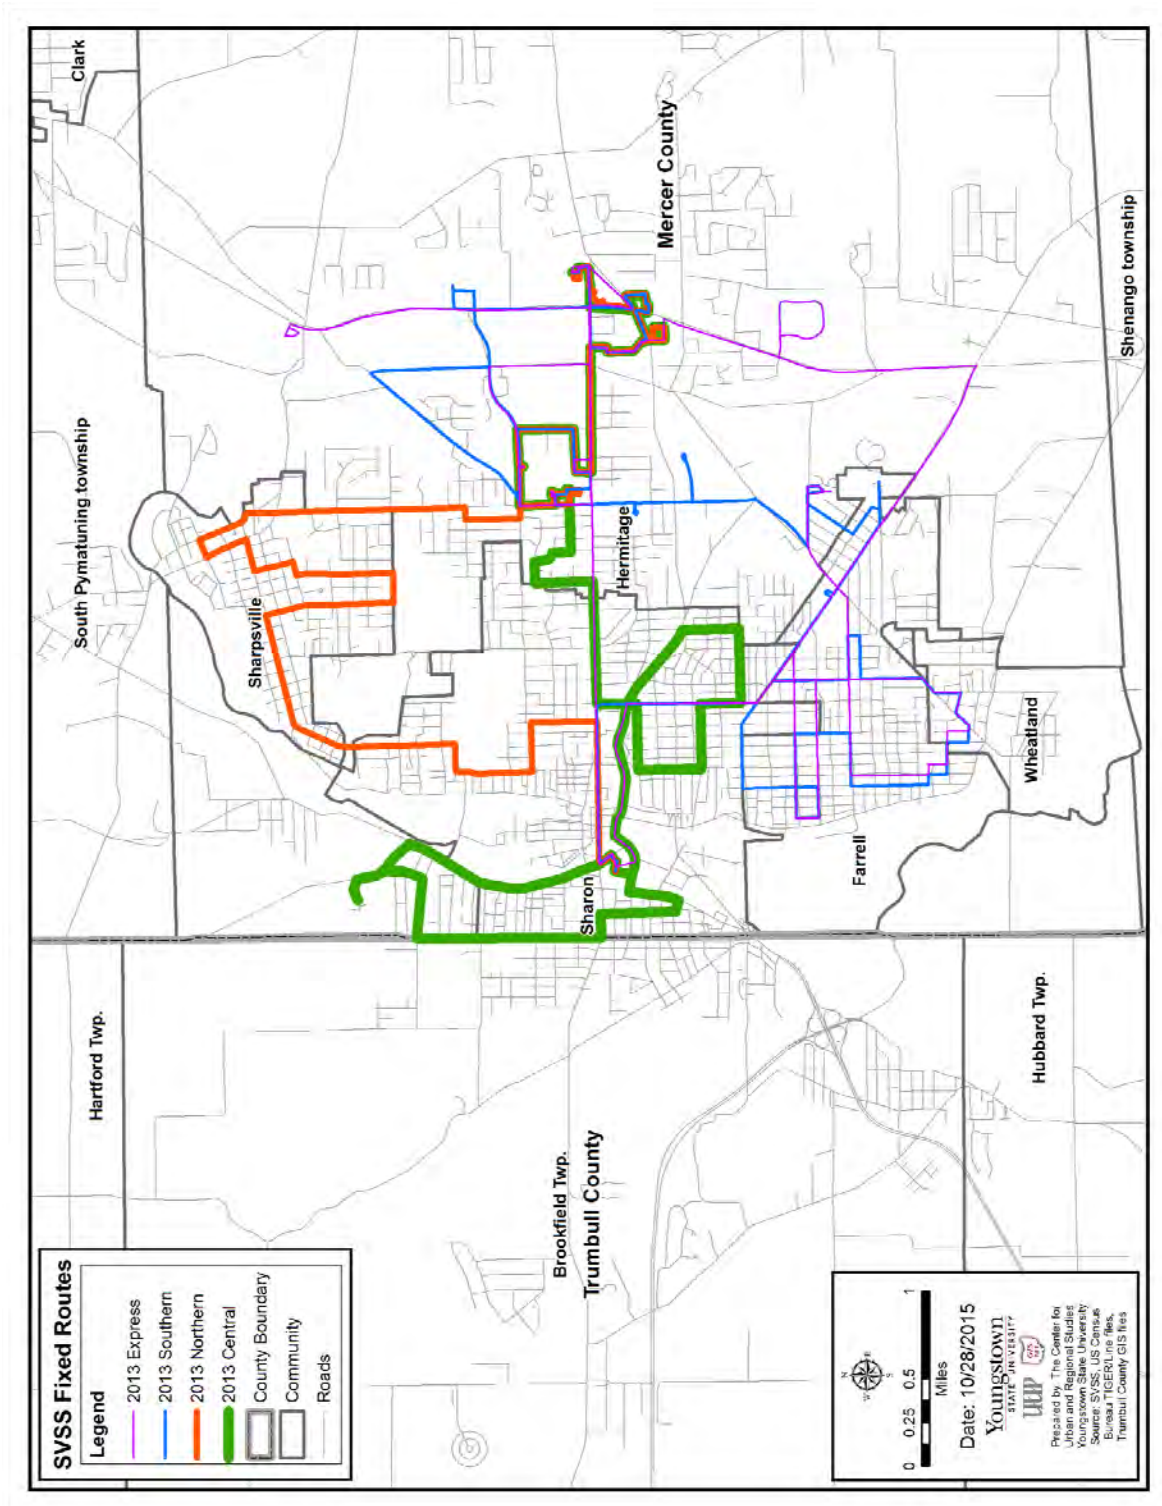 SVSS Fixed Routes
Legend
2013 Express
2013 Southern
2013 Northern
2013 Central
County Boundary
Community
Roads
Hartford Twp.
South Pymatuning township
Clark
Sharpsville
Brookfield Twp.
Trumbull County
Sharon
Hermitage
Mercer County
Farrell
Wheatland
Hubbard Twp.
Shenango township
N
W
E
S
0
0.25
0.5
1
Miles
Date: 10/28/2015
Youngstown
STATE UNIVERSITY
Prepared by: The Center for
Urban and Regional Studies
Youngstown State University
Source: SVSS, US Census
Bureau TIGER/Line files,
Trumbull County GIS files